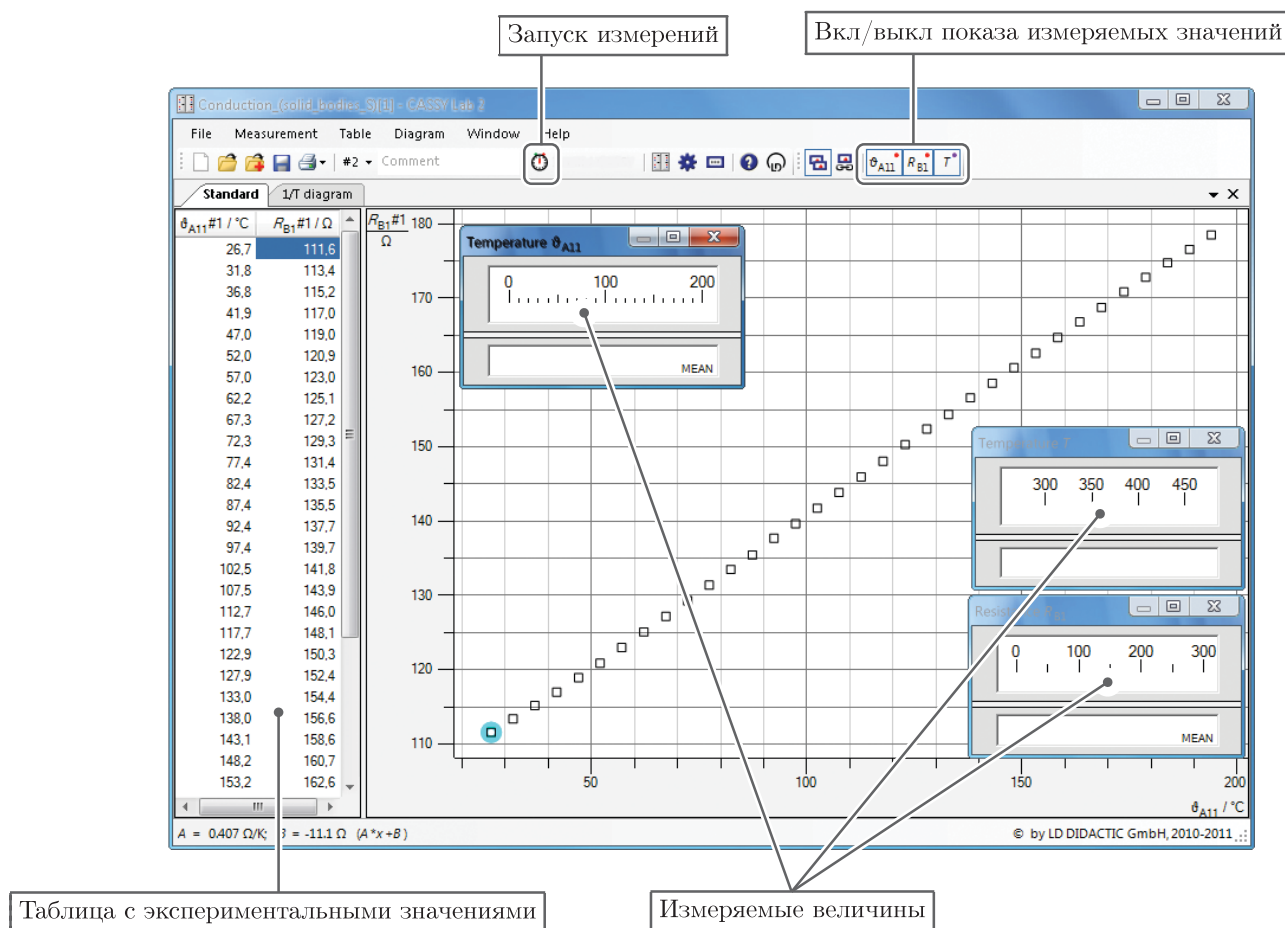 Запуск измерений
Вкл/выкл показа измеряемых значений
Conduction_(solid_bodies_S)[1] - CASSY Lab 2
File Measurement Table Diagram Window Help
#2 Comment ϑA11 RB1 T
Standard 1/T diagram
ϑA11#1 / °C RB1#1 / Ω
26,7 111,6
31,8 113,4
36,8 115,2
41,9 117,0
47,0 119,0
52,0 120,9
57,0 123,0
62,2 125,1
67,3 127,2
72,3 129,3
77,4 131,4
82,4 133,5
87,4 135,5
92,4 137,7
97,4 139,7
102,5 141,8
107,5 143,9
112,7 146,0
117,7 148,1
122,9 150,3
127,9 152,4
133,0 154,4
138,0 156,6
143,1 158,6
148,2 160,7
153,2 162,6
RB1#1
Ω
180
170
160
150
140
130
120
110
50 100 150 200
ϑA11 / °C
Temperature ϑA11
0 100 200
MEAN
Temperature T
300 350 400 450
0 100 200 300
MEAN
A = 0.407 Ω/K; = -11.1 Ω (A*x+B)
© by LD DIDACTIC GmbH, 2010-2011
Таблица с экспериментальными значениями
Измеряемые величины